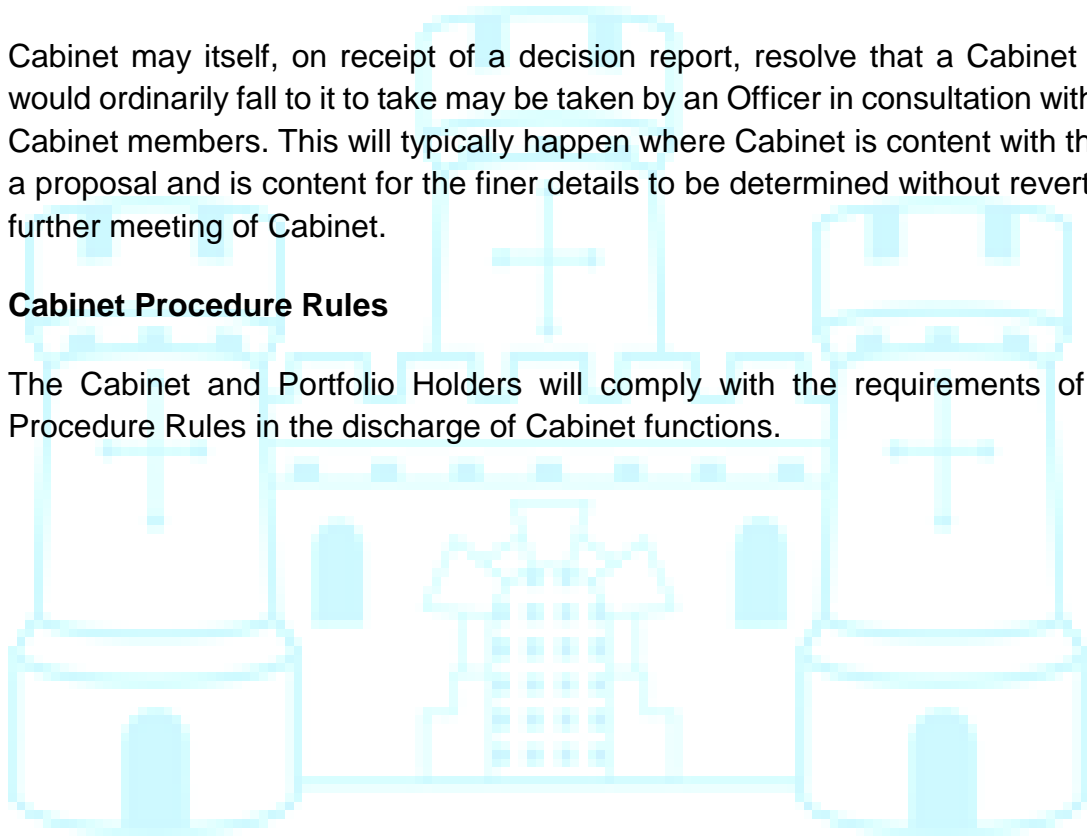 Cabinet may itself, on receipt of a decision report, resolve that a Cabinet
would ordinarily fall to it to take may be taken by an Officer in consultation with
Cabinet members. This will typically happen where Cabinet is content with
a proposal and is content for the finer details to be determined without
further meeting of Cabinet.
Cabinet Procedure Rules
The Cabinet and Portfolio Holders will comply with the requirements of
Procedure Rules in the discharge of Cabinet functions.